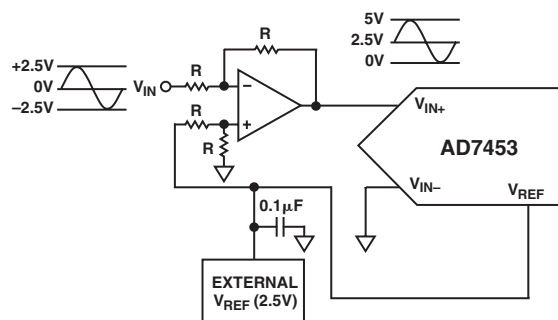 5V
2.5V
0V
R
+2.5V
0V
–2.5V
VIN
R
–
R
+
R
VIN+
AD7453
VIN–
VREF
0.1µF
EXTERNAL
VREF (2.5V)